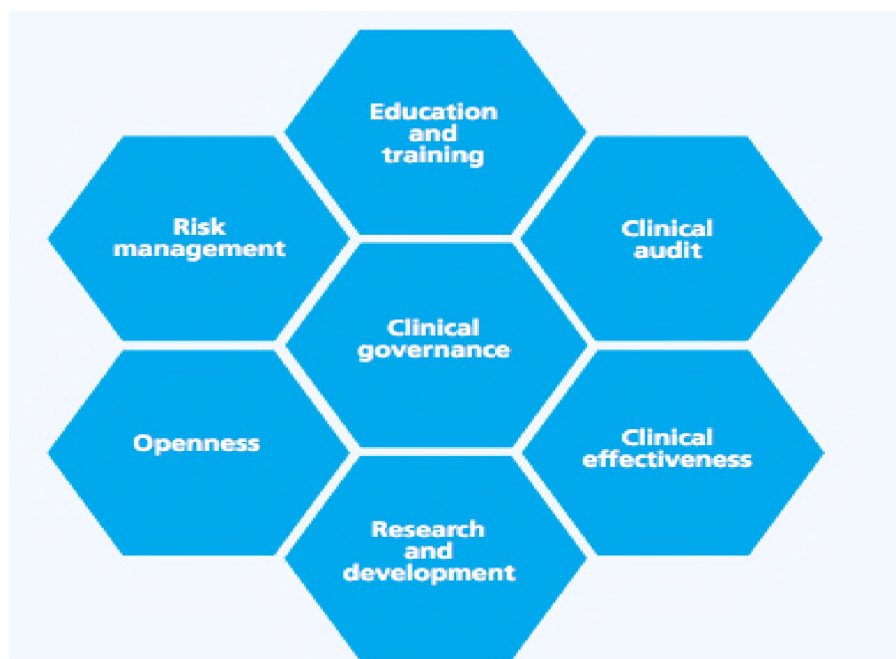 Education
and
training
Risk
management
Clinical
audit
Clinical
governance
Openness
Clinical
effectiveness
Research
and
development